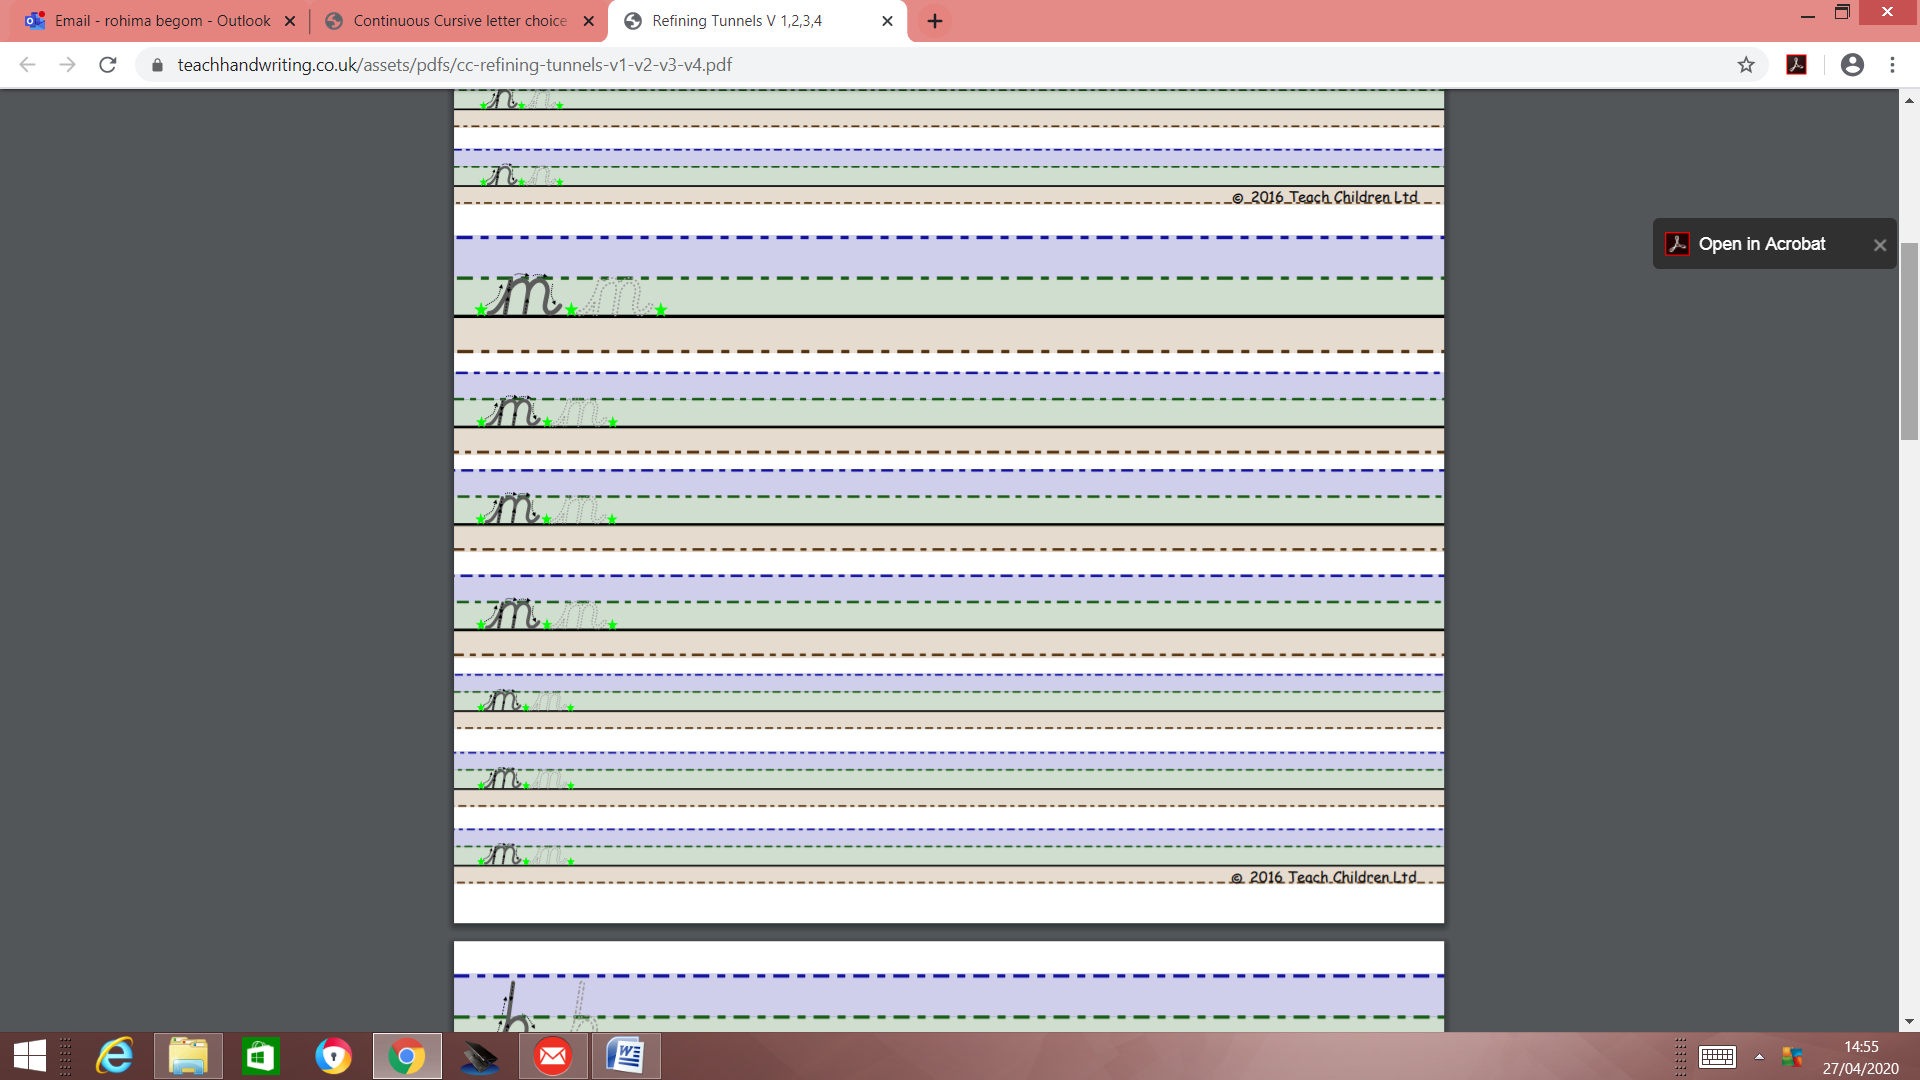 Email - rohima begom - Outlook
Continuous Cursive letter choice
Refining Tunnels V 1,2,3,4
teachhandwriting.co.uk/assets/pdfs/cc-refining-tunnels-v1-v2-v3-v4.pdf
n n
n n
© 2016 Teach Children Ltd
Open in Acrobat
m m
m m
m m
m m
m m
m m
m m
© 2016 Teach Children Ltd
h h
14:55
27/04/2020